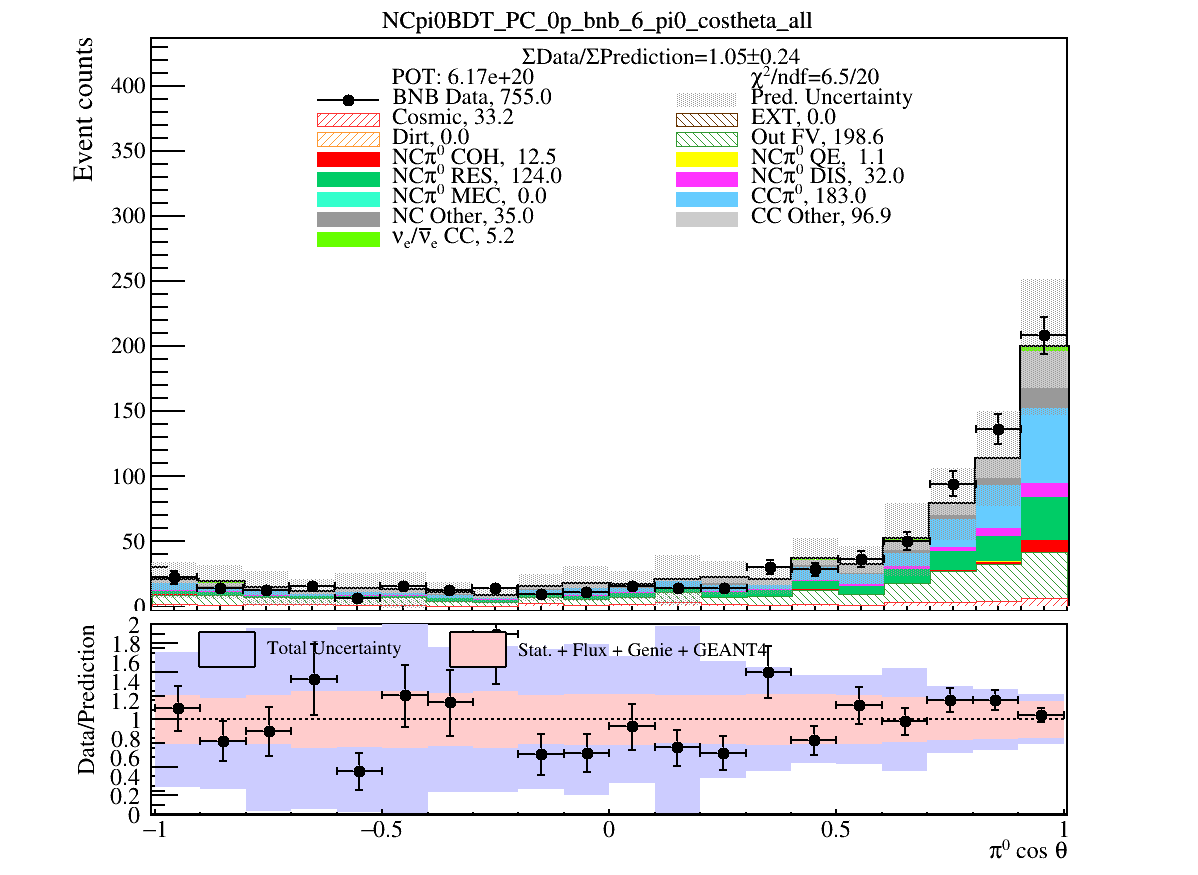 NCpi0BDT_PC_0p_bnb_6_pi0_costheta_all
ΣData/ΣPrediction=1.05±0.24
POT: 6.17e+20 χ²/ndf=6.5/20
BNB Data, 755.0 Pred. Uncertainty
Cosmic, 33.2 EXT, 0.0
Dirt, 0.0 Out FV, 198.6
NCπ⁰ COH, 12.5 NCπ⁰ QE, 1.1
NCπ⁰ RES, 124.0 NCπ⁰ DIS, 32.0
NCπ⁰ MEC, 0.0 CCπ⁰, 183.0
NC Other, 35.0 CC Other, 96.9
νₑ/ν̅ₑ CC, 5.2
Event counts
400
350
300
250
200
150
100
50
0
Total Uncertainty Stat. + Flux + Genie + GEANT4
Data/Prediction
2
1.8
1.6
1.4
1.2
1
0.8
0.6
0.4
0.2
0
−1 −0.5 0 0.5 1
π⁰ cos θ